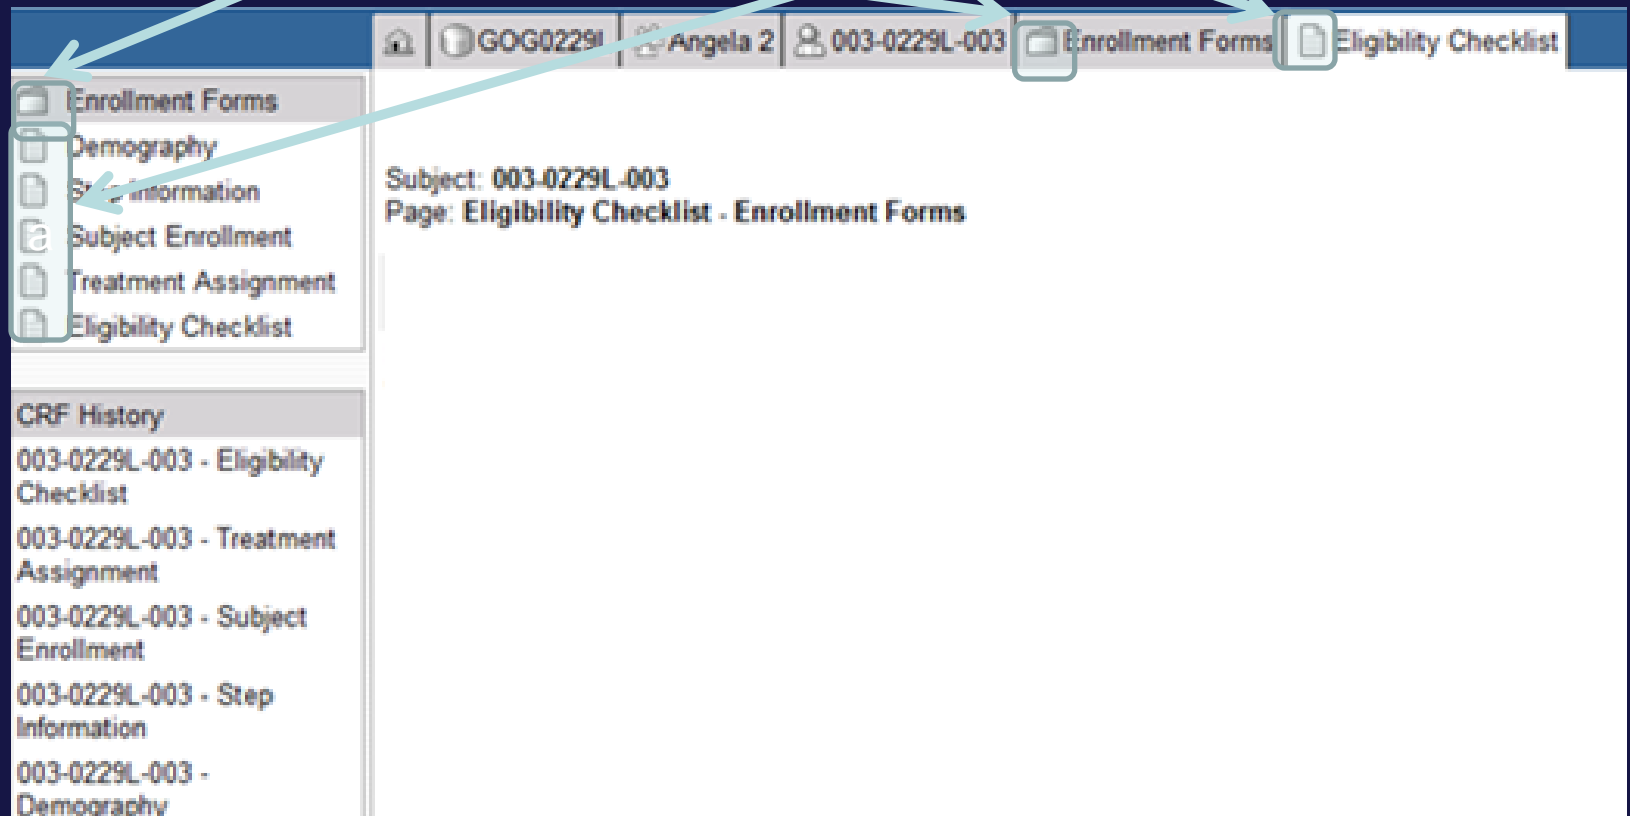 GOG0229L Angela 2 003-0229L-003 Enrollment Forms Eligibility Checklist
Enrollment Forms
Demography
Step Information
a Subject Enrollment
Treatment Assignment
Eligibility Checklist
Subject: 003-0229L-003
Page: Eligibility Checklist - Enrollment Forms
CRF History
003-0229L-003 - Eligibility
Checklist
003-0229L-003 - Treatment
Assignment
003-0229L-003 - Subject
Enrollment
003-0229L-003 - Step
Information
003-0229L-003 -
Demography